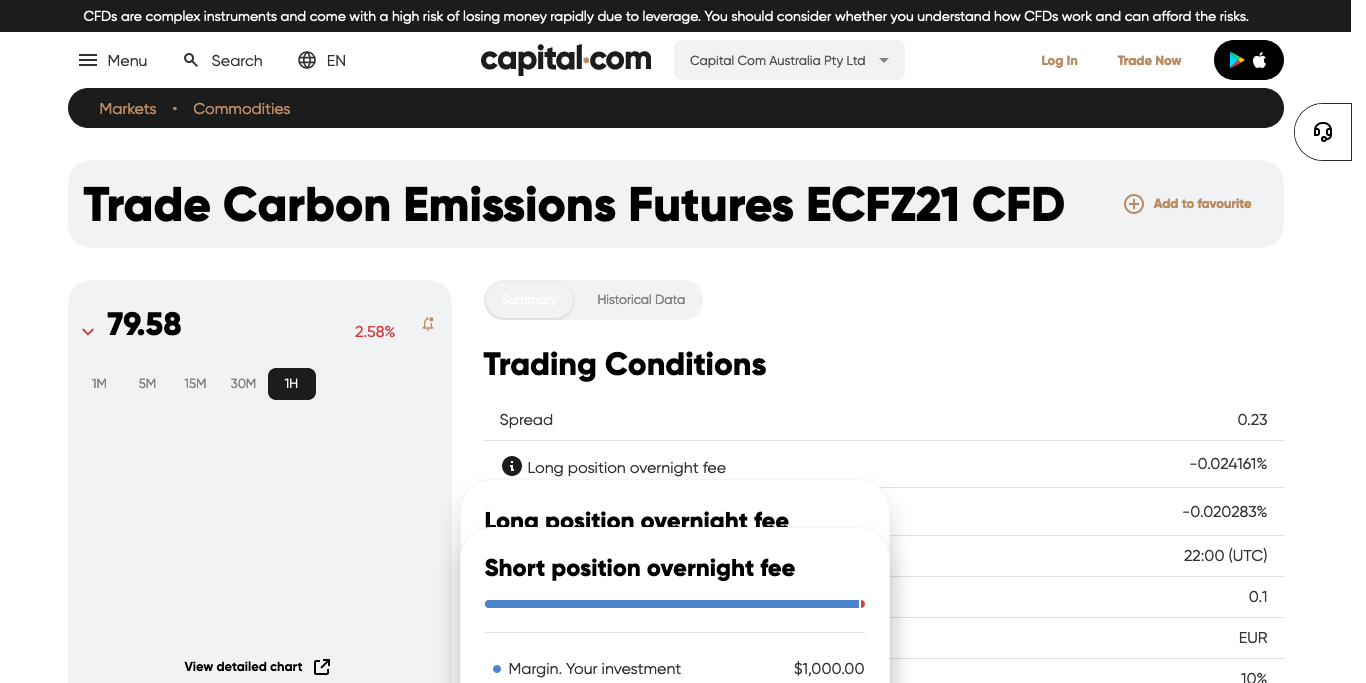 CFDs are complex instruments and come with a high risk of losing money rapidly due to leverage. You should consider whether you understand how CFDs work and can afford the risks.
Menu Search EN capital.com Capital Com Australia Pty Ltd Log In Trade Now
Markets • Commodities
Trade Carbon Emissions Futures ECFZ21 CFD Add to favourite
79.58 2.58%
1M 5M 15M 30M 1H
View detailed chart
Summary Historical Data
Trading Conditions
Spread 0.23
Long position overnight fee -0.024161%
Long position overnight fee
-0.020283%
22:00 (UTC)
0.1
EUR
10%
Short position overnight fee
Margin. Your investment $1,000.00